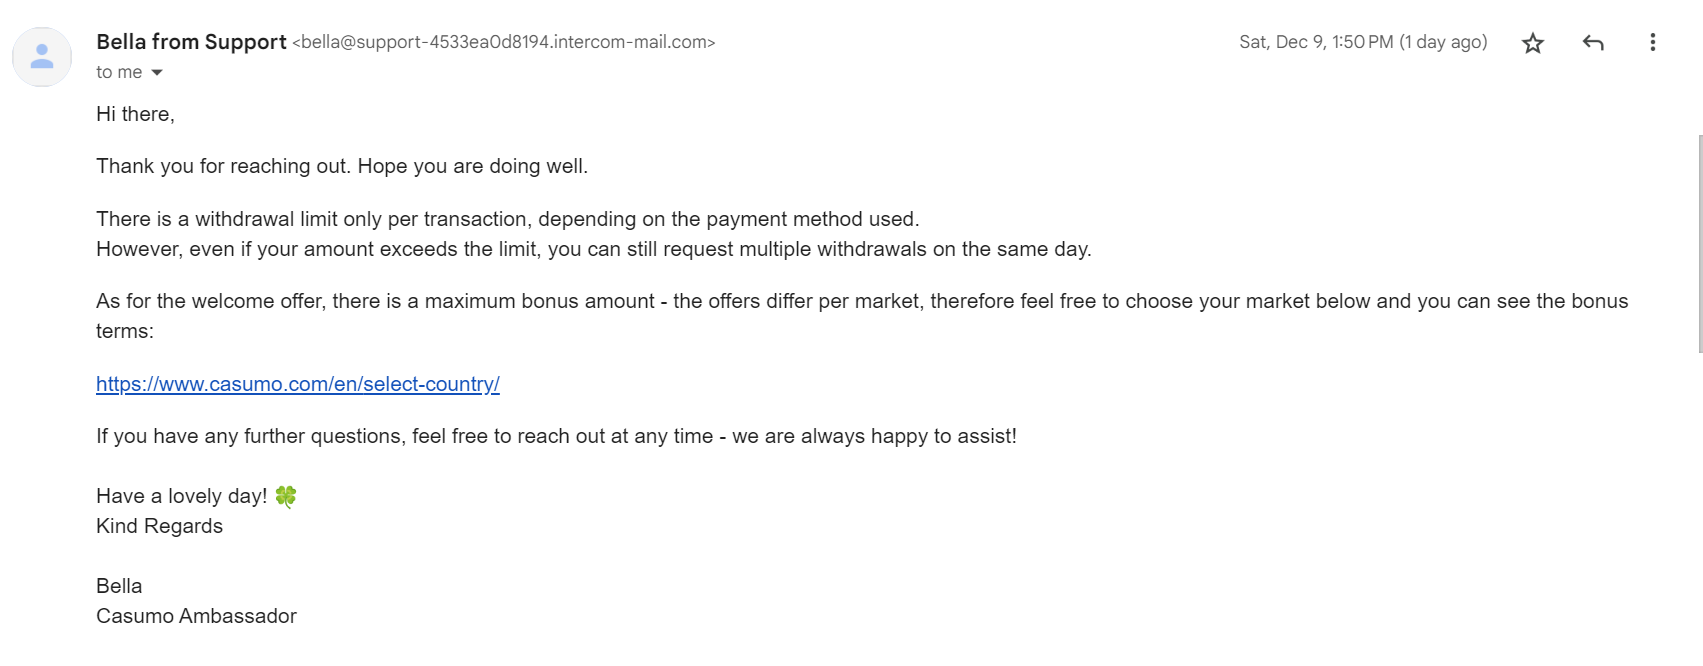 Bella from Support <bella@support-4533ea0d8194.intercom-mail.com>
Sat, Dec 9, 1:50 PM (1 day ago)
to me
Hi there,
Thank you for reaching out. Hope you are doing well.
There is a withdrawal limit only per transaction, depending on the payment method used.
However, even if your amount exceeds the limit, you can still request multiple withdrawals on the same day.
As for the welcome offer, there is a maximum bonus amount - the offers differ per market, therefore feel free to choose your market below and you can see the bonus
terms:
https://www.casumo.com/en/select-country/
If you have any further questions, feel free to reach out at any time - we are always happy to assist!
Have a lovely day! 🍀
Kind Regards
Bella
Casumo Ambassador